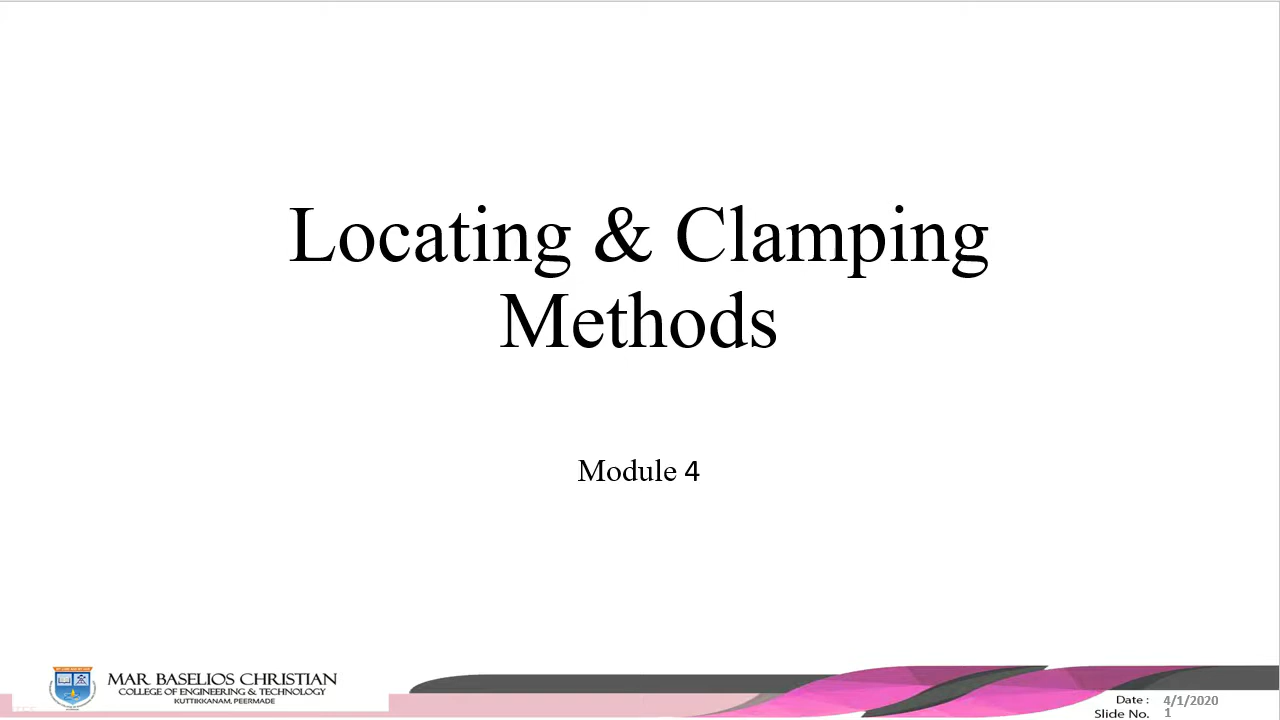 Locating & Clamping
Methods
Module 4
MAR BASELIOS CHRISTIAN
COLLEGE OF ENGINEERING & TECHNOLOGY
KUTTIKKANAM, PEERMADE
Date : 4/1/2020
Slide No. 1